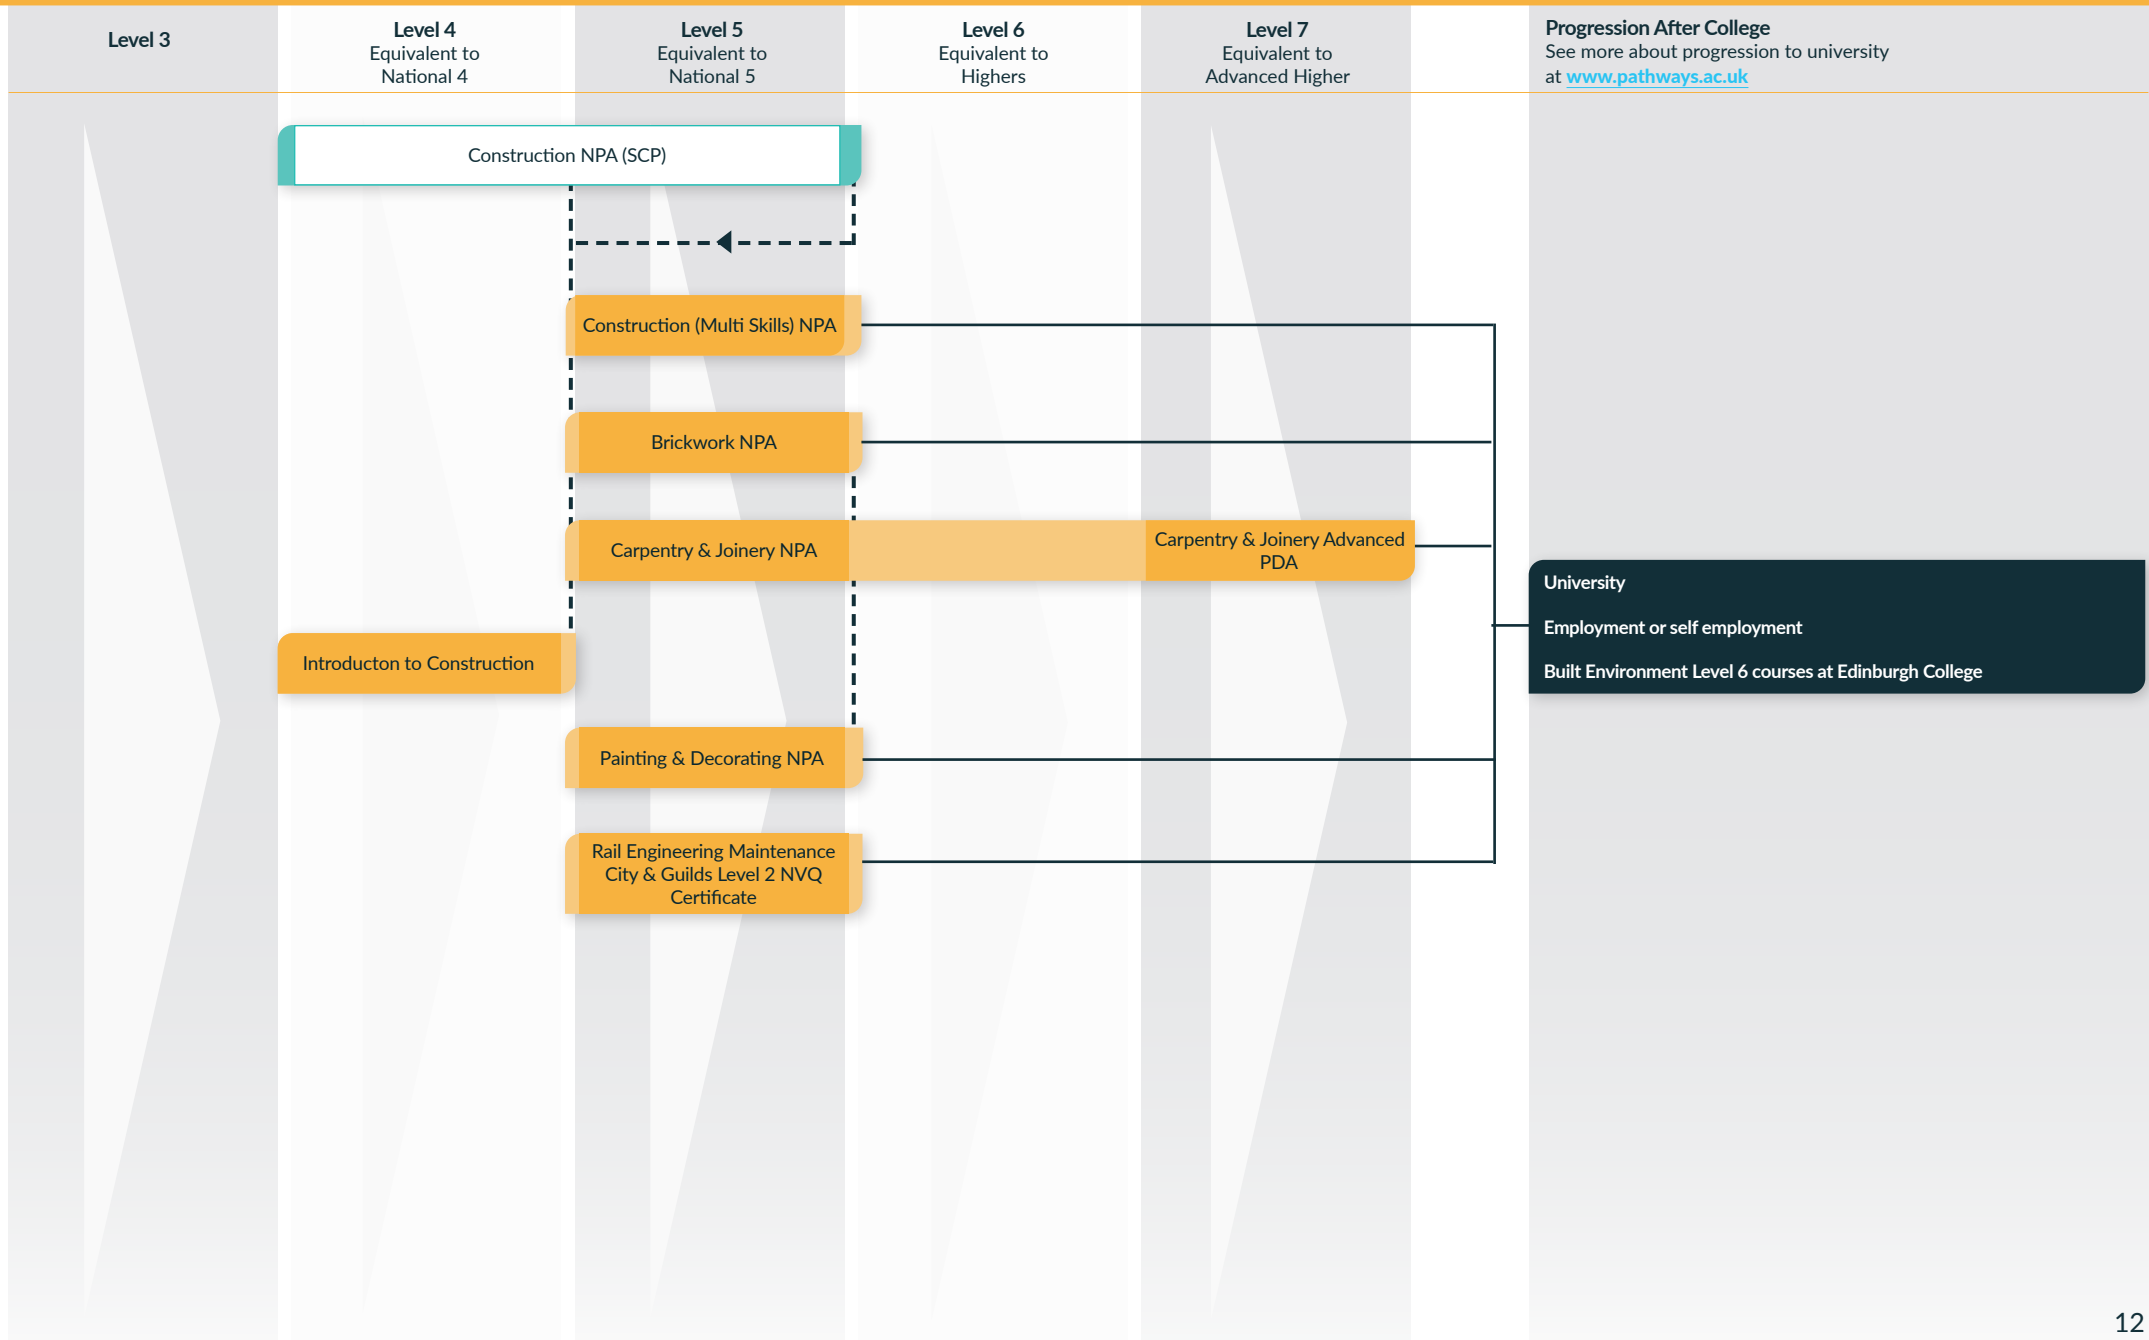 Level 3
Level 4
Equivalent to
National 4
Level 5
Equivalent to
National 5
Level 6
Equivalent to
Highers
Level 7
Equivalent to
Advanced Higher
Progression After College
See more about progression to university
at www.pathways.ac.uk
Construction NPA (SCP)
Construction (Multi Skills) NPA
Brickwork NPA
Carpentry & Joinery NPA
Carpentry & Joinery Advanced
PDA
University
Employment or self employment
Built Environment Level 6 courses at Edinburgh College
Introducton to Construction
Painting & Decorating NPA
Rail Engineering Maintenance
City & Guilds Level 2 NVQ
Certificate
12